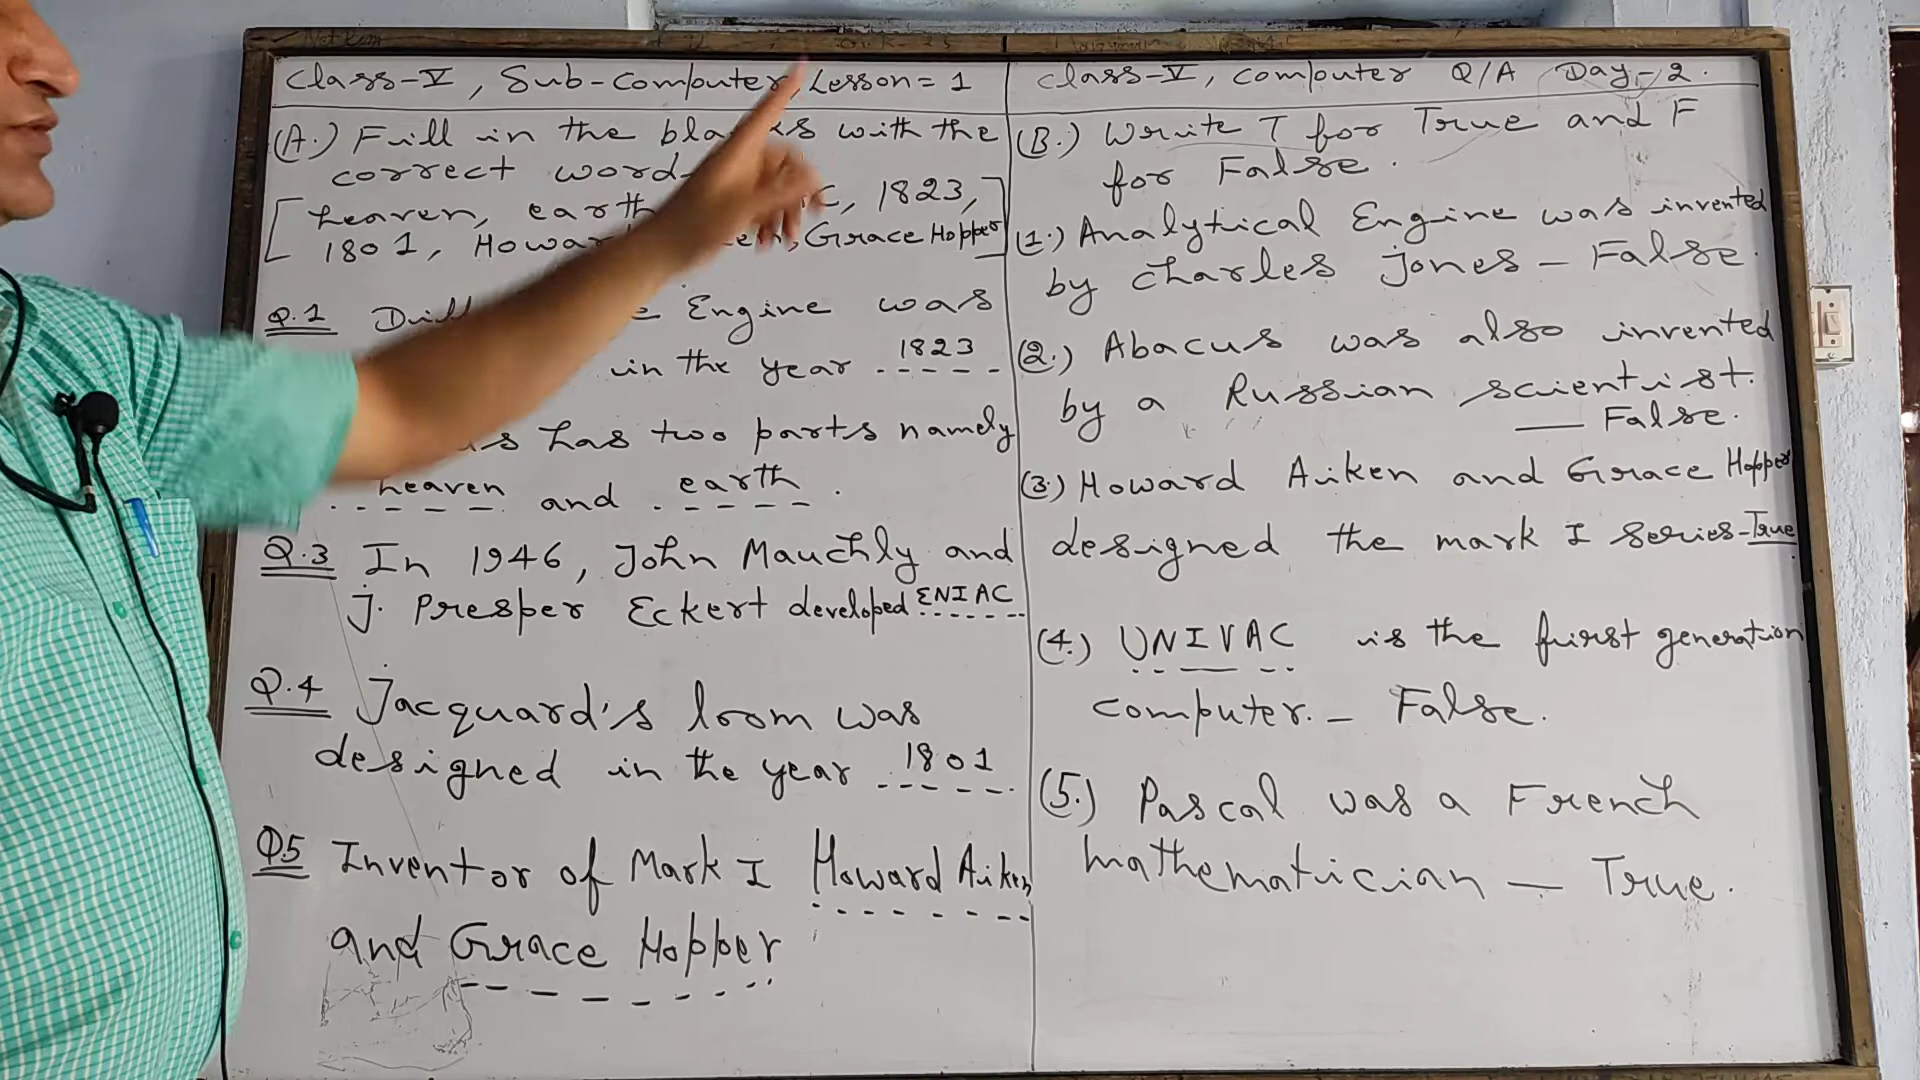 Class-V, Sub-Computer, Lesson=1
(A.) Fill in the blanks with the
correct word-
[heaven, earth, 1823,
1801, Howard Aiken, Grace Hopper]
Q.1 Engine was
in the year 1823
has two parts namely
heaven and earth.
Q.3 In 1946, John Mauchly and
J. Presper Eckert developed ENIAC
Q.4 Jacquard's loom was
designed in the year 1801
Q5 Inventor of Mark I Howard Aiken
and Grace Hopper
Class-V, Computer Q/A Day-2.
(B.) Write T for True and F
for False.
(1.) Analytical Engine was invented
by Charles Jones - False.
(2.) Abacus was also invented
by a Russian scientist.
— False.
(3.) Howard Aiken and Grace Hopper
designed the mark I series-True
(4.) UNIVAC is the first generation
computer. - False.
(5.) Pascal was a French
mathematician — True.